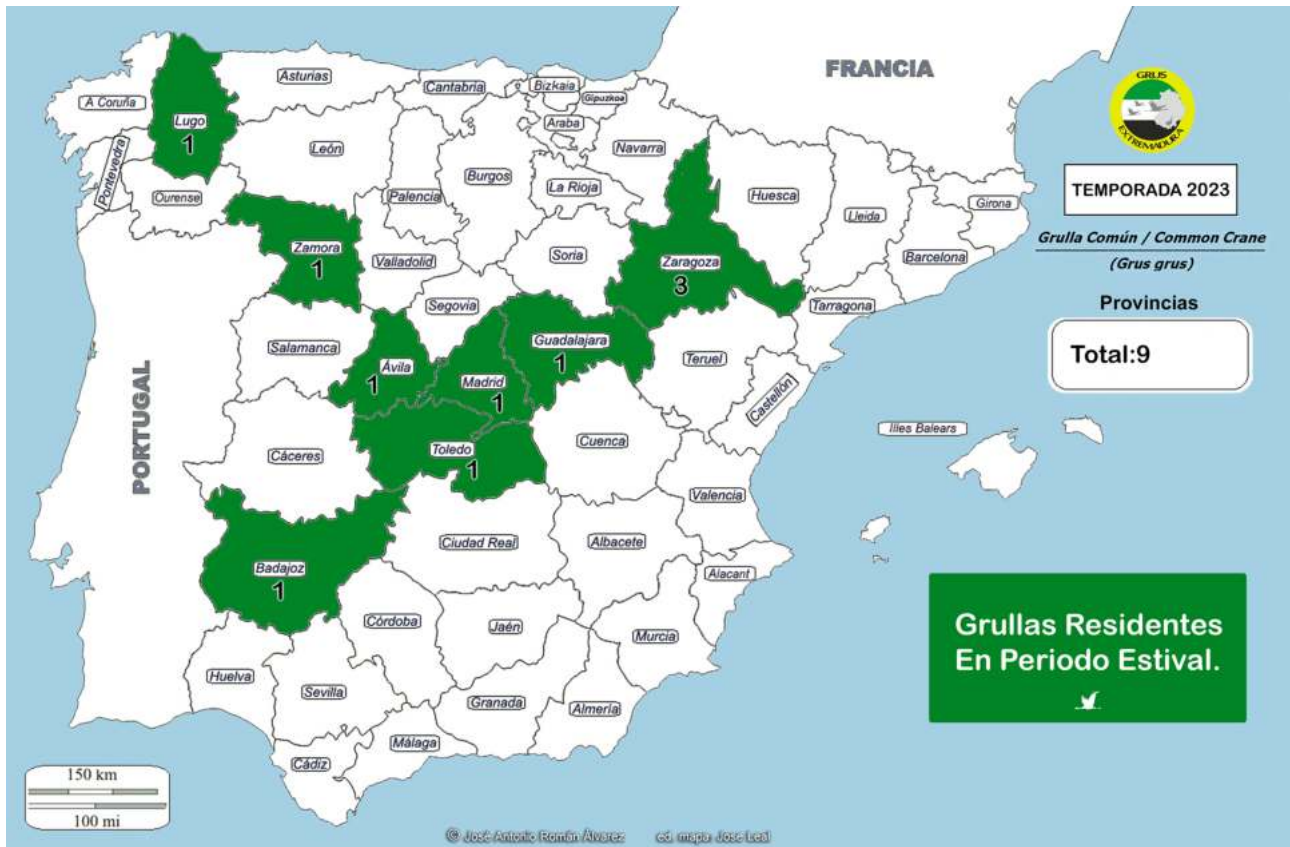 FRANCIA
GRUS
EXTREMADURA
TEMPORADA 2023
Grulla Común / Common Crane
(Grus grus)
Provincias
Total:9
A Coruña
Lugo
1
Asturias
Cantabria
Bizkaia
Gipuzkoa
Araba
Navarra
Pontevedra
Ourense
León
Palencia
Burgos
La Rioja
Huesca
Lleida
Girona
Barcelona
Zamora
1
Valladolid
Soria
Zaragoza
3
Tarragona
Segovia
Salamanca
Ávila
1
Madrid
1
Guadalajara
1
Teruel
Castellón
PORTUGAL
Cáceres
Toledo
1
Cuenca
Illes Balears
Valencia
Badajoz
1
Ciudad Real
Albacete
Alacant
Córdoba
Jaén
Murcia
Huelva
Sevilla
Granada
Almería
Málaga
Cádiz
Grullas Residentes
En Periodo Estival.
150 km
100 mi
© José Antonio Román Álvarez ed. mapa Jose Leal